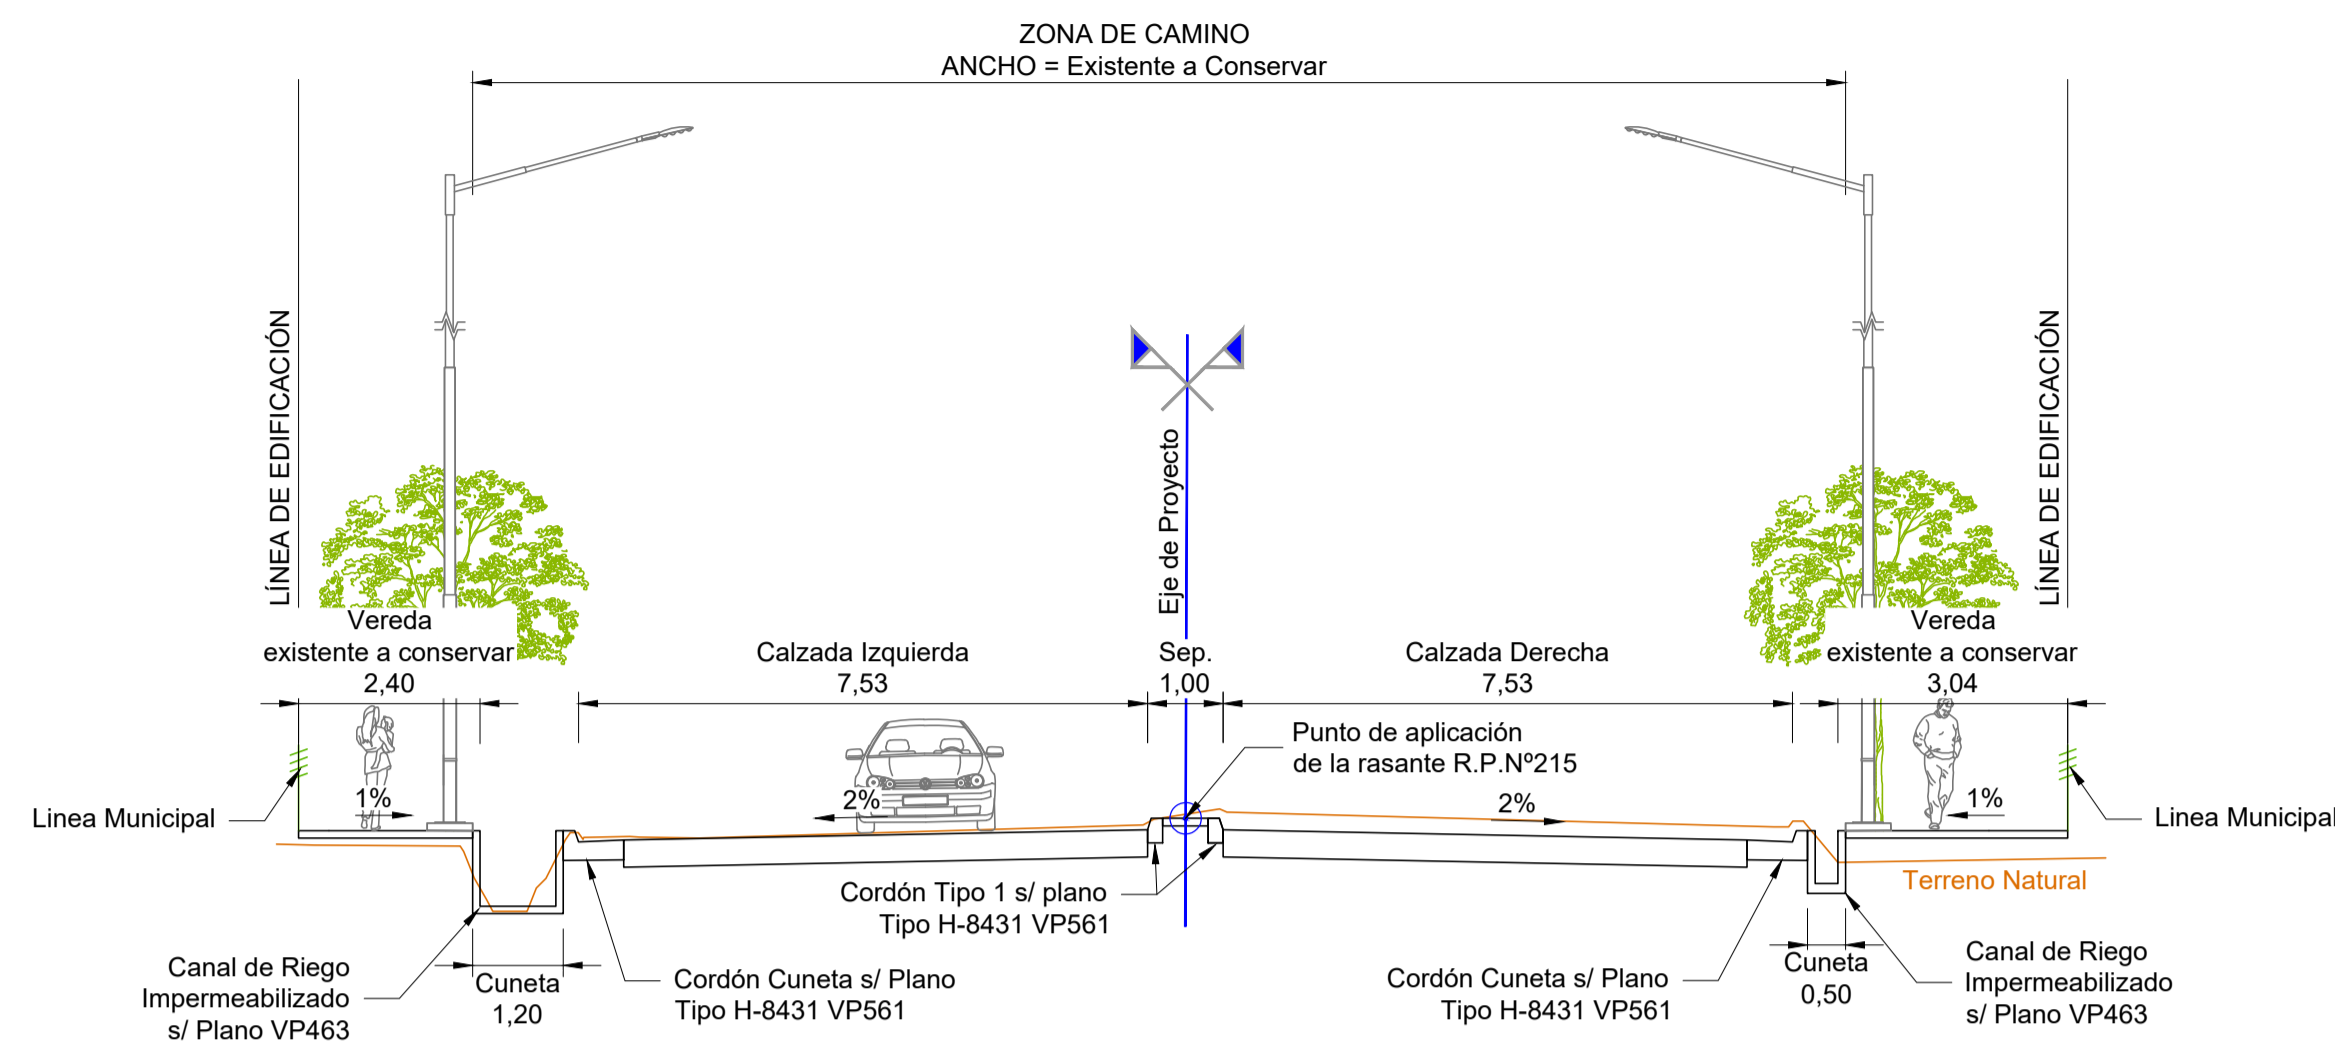 ZONA DE CAMINO
ANCHO = Existente a Conservar
LÍNEA DE EDIFICACIÓN
Eje de Proyecto
LÍNEA DE EDIFICACIÓN
Vereda
existente a conservar
2,40
Calzada Izquierda
7,53
Sep.
1,00
Calzada Derecha
7,53
Vereda
existente a conservar
3,04
Punto de aplicación
de la rasante R.P.Nº215
Linea Municipal
1%
2%
2%
1%
Linea Municipal
Terreno Natural
Cordón Tipo 1 s/ plano
Tipo H-8431 VP561
Canal de Riego
Impermeabilizado
s/ Plano VP463
Cuneta
1,20
Cordón Cuneta s/ Plano
Tipo H-8431 VP561
Cordón Cuneta s/ Plano
Tipo H-8431 VP561
Cuneta
0,50
Canal de Riego
Impermeabilizado
s/ Plano VP463